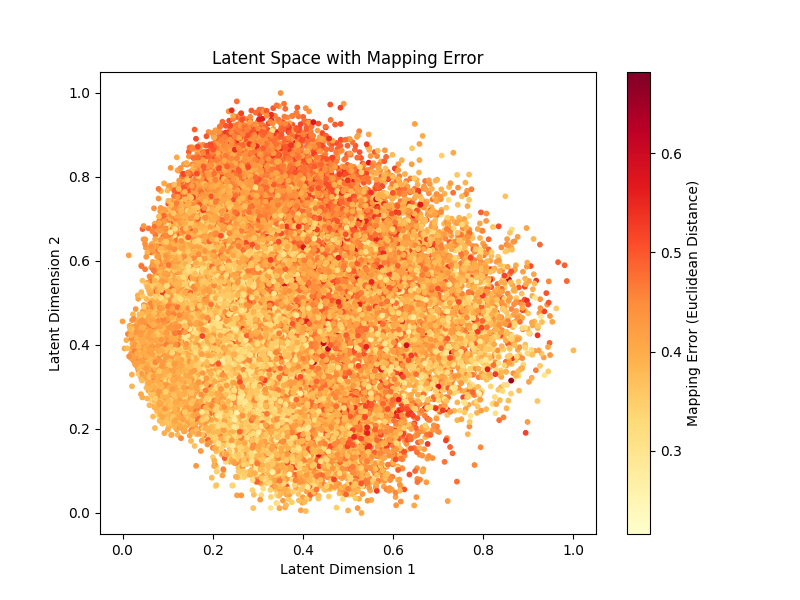 Latent Space with Mapping Error
1.0
0.8
0.6
0.4
0.2
0.0
Latent Dimension 2
0.0 0.2 0.4 0.6 0.8 1.0
Latent Dimension 1
0.6
0.5
0.4
0.3
Mapping Error (Euclidean Distance)